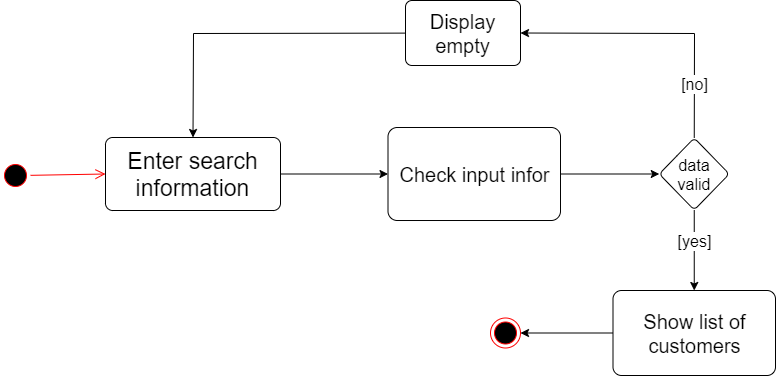 Display
empty
[no]
Enter search
information
Check input infor
data
valid
[yes]
Show list of
customers